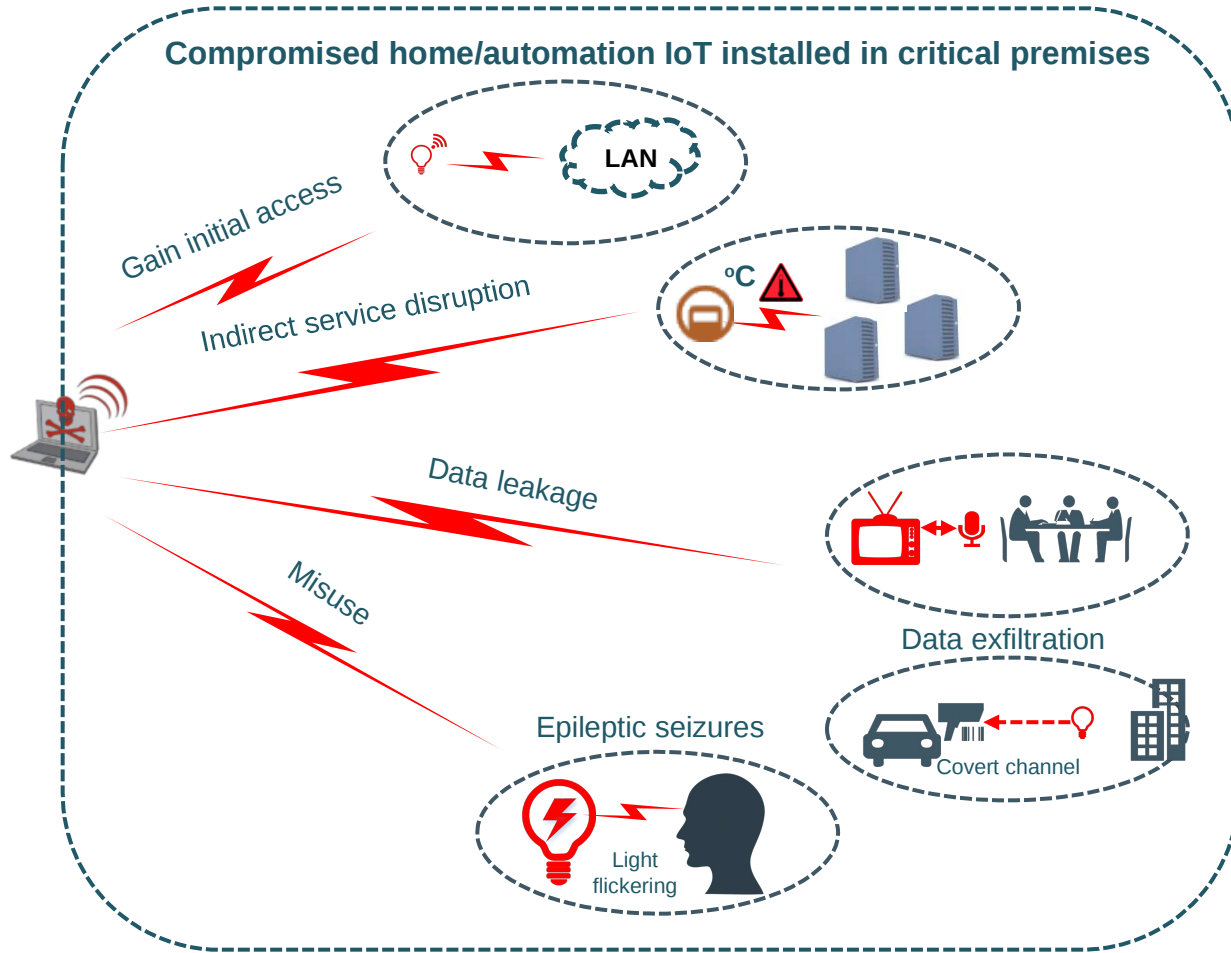 Compromised home/automation IoT installed in critical premises
LAN
Gain initial access
ºC
Indirect service disruption
Data leakage
Misuse
Data exfiltration
Covert channel
Epileptic seizures
Light
flickering